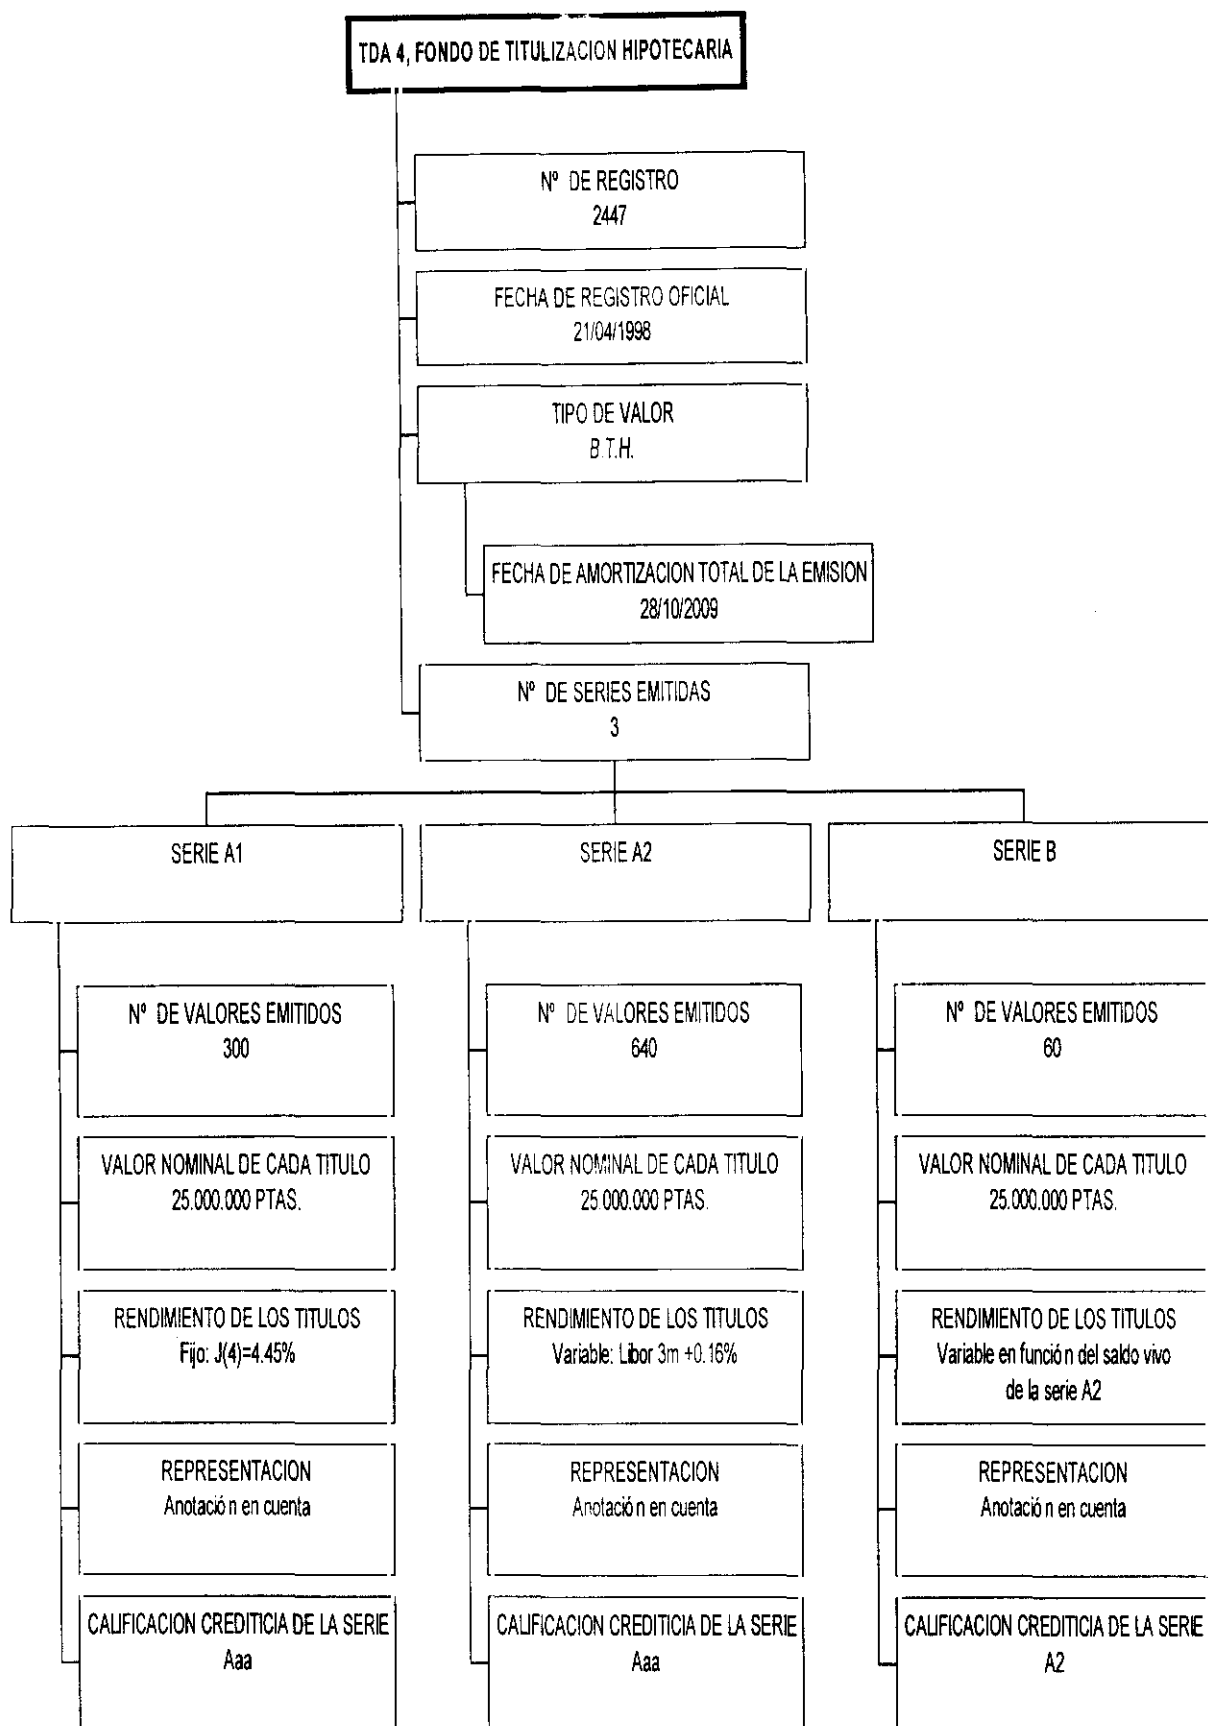 TDA 4, FONDO DE TITULIZACION HIPOTECARIA
Nº DE REGISTRO
2447
FECHA DE REGISTRO OFICIAL
21/04/1998
TIPO DE VALOR
B.T.H.
FECHA DE AMORTIZACION TOTAL DE LA EMISION
28/10/2009
Nº DE SERIES EMITIDAS
3
SERIE A1
Nº DE VALORES EMITIDOS
300
VALOR NOMINAL DE CADA TITULO
25.000.000 PTAS.
RENDIMIENTO DE LOS TITULOS
Fijo: J(4)=4.45%
REPRESENTACION
Anotación en cuenta
CALIFICACION CREDITICIA DE LA SERIE
Aaa
SERIE A2
Nº DE VALORES EMITIDOS
640
VALOR NOMINAL DE CADA TITULO
25.000.000 PTAS.
RENDIMIENTO DE LOS TITULOS
Variable: Libor 3m +0.16%
REPRESENTACION
Anotación en cuenta
CALIFICACION CREDITICIA DE LA SERIE
Aaa
SERIE B
Nº DE VALORES EMITIDOS
60
VALOR NOMINAL DE CADA TITULO
25.000.000 PTAS.
RENDIMIENTO DE LOS TITULOS
Variable en función del saldo vivo
de la serie A2
REPRESENTACION
Anotación en cuenta
CALIFICACION CREDITICIA DE LA SERIE
A2